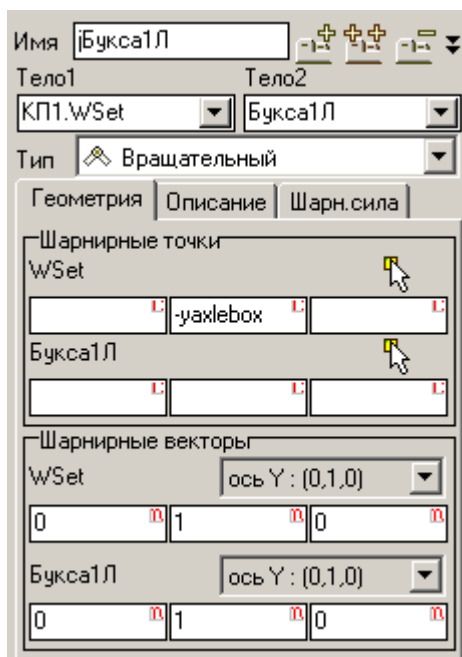 Имя jБукса1Л
Тело1 Тело2
КП1.WSet Букса1Л
Тип Вращательный
Геометрия Описание Шарн.сила
Шарнирные точки
WSet
C -yaxlebox C C
Букса1Л
C C C
Шарнирные векторы
WSet ось Y : (0,1,0)
0 n 1 n 0 n
Букса1Л ось Y : (0,1,0)
0 n 1 n 0 n